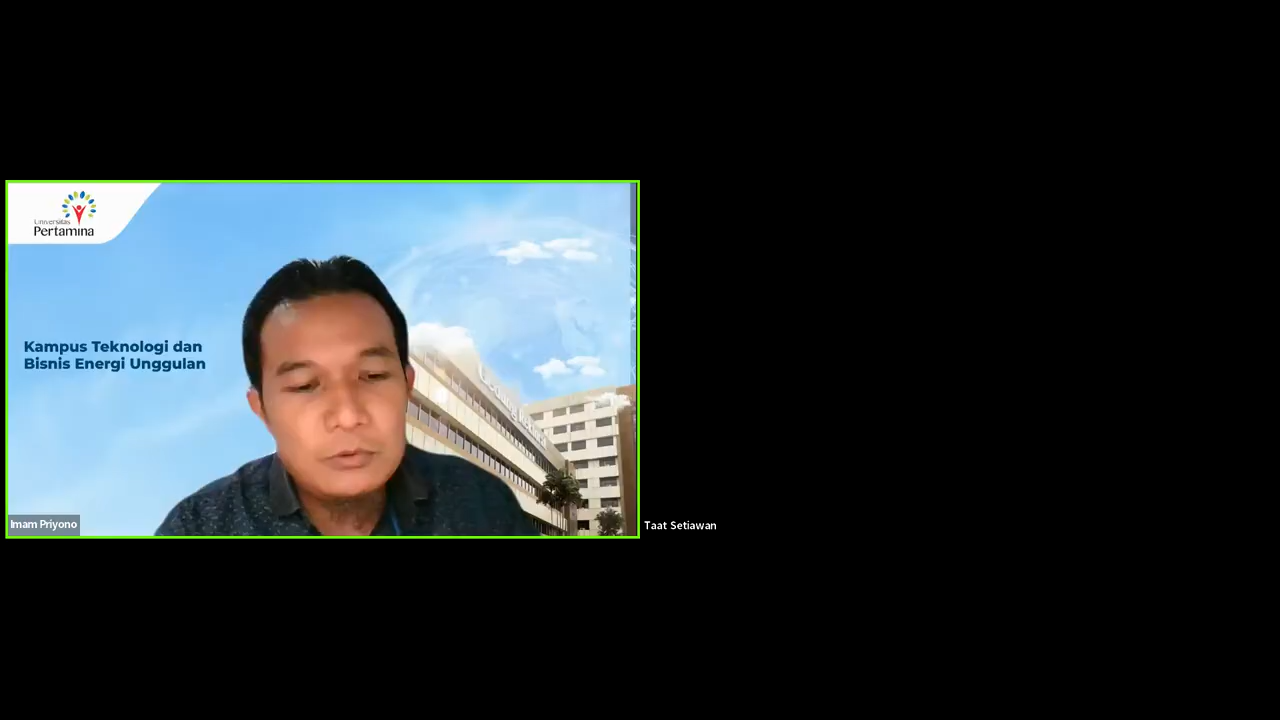 Universitas
Pertamina
Kampus Teknologi dan
Bisnis Energi Unggulan
Imam Priyono
Taat Setiawan